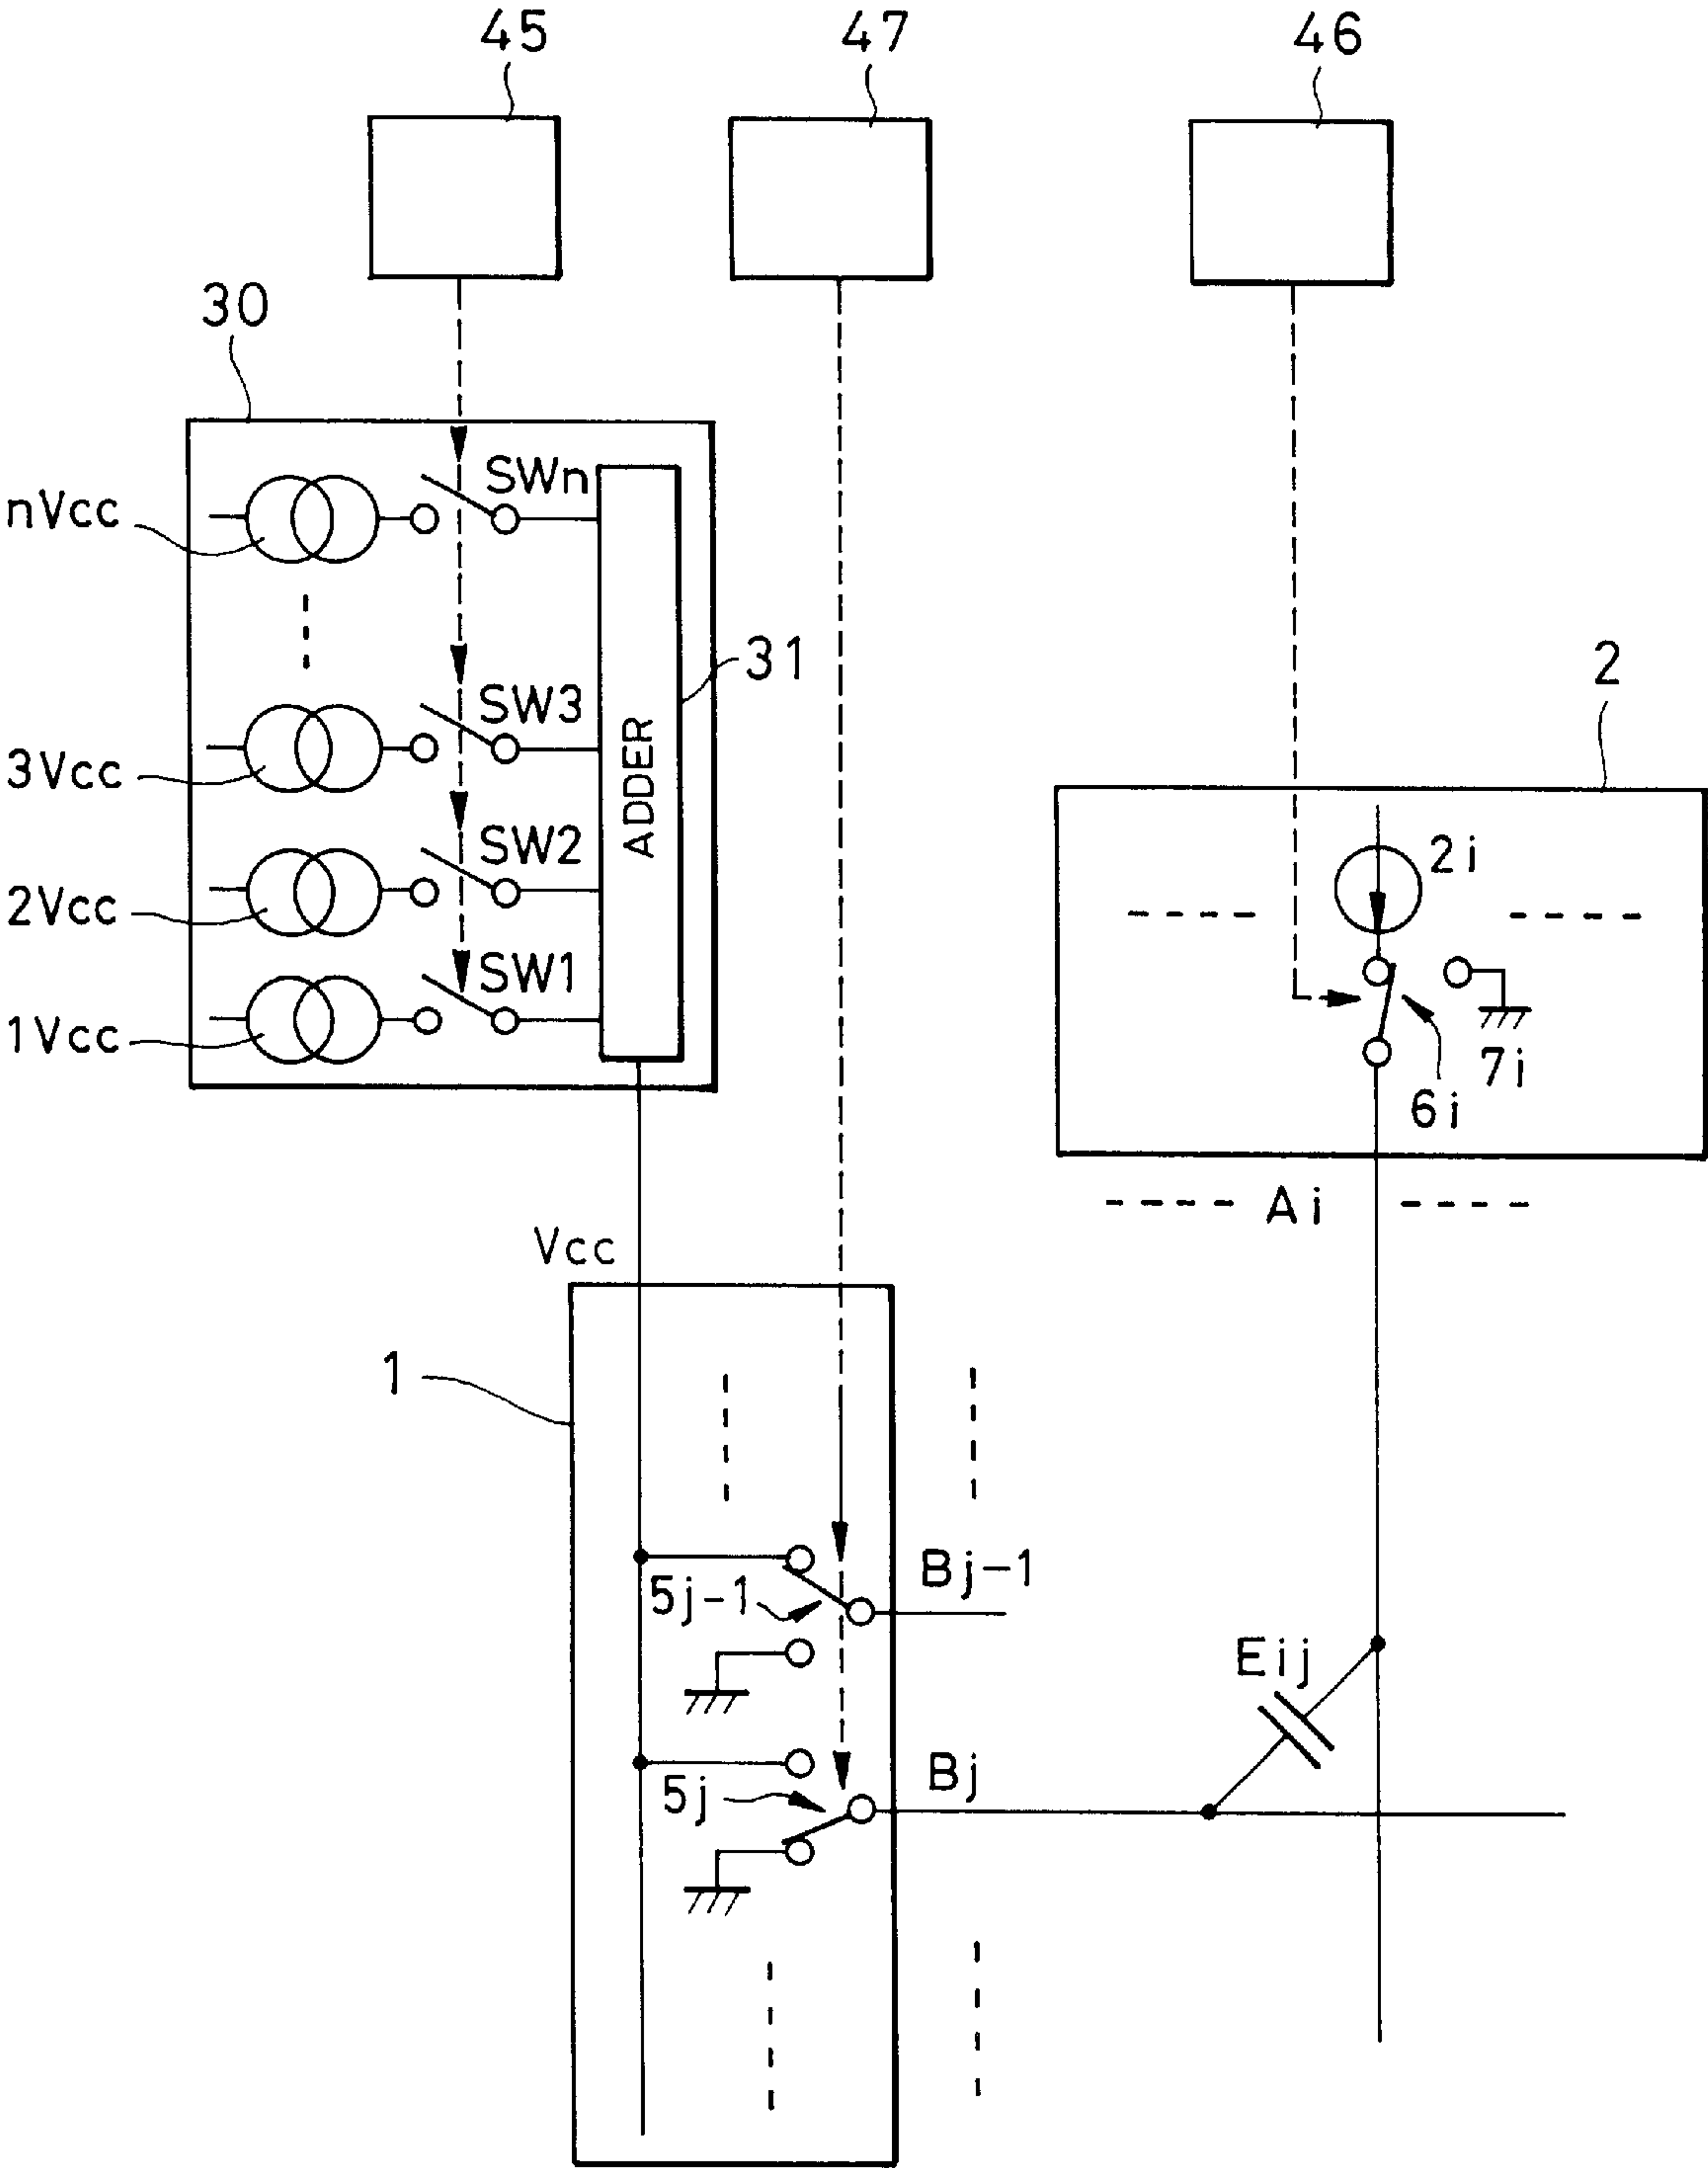 45
47
46
30
nVcc
SWn
31
2
SW3
3Vcc
ADDER
SW2
2i
2Vcc
SW1
1Vcc
7i
6i
Ai
Vcc
1
Bj-1
5j-1
Eij
Bj
5j